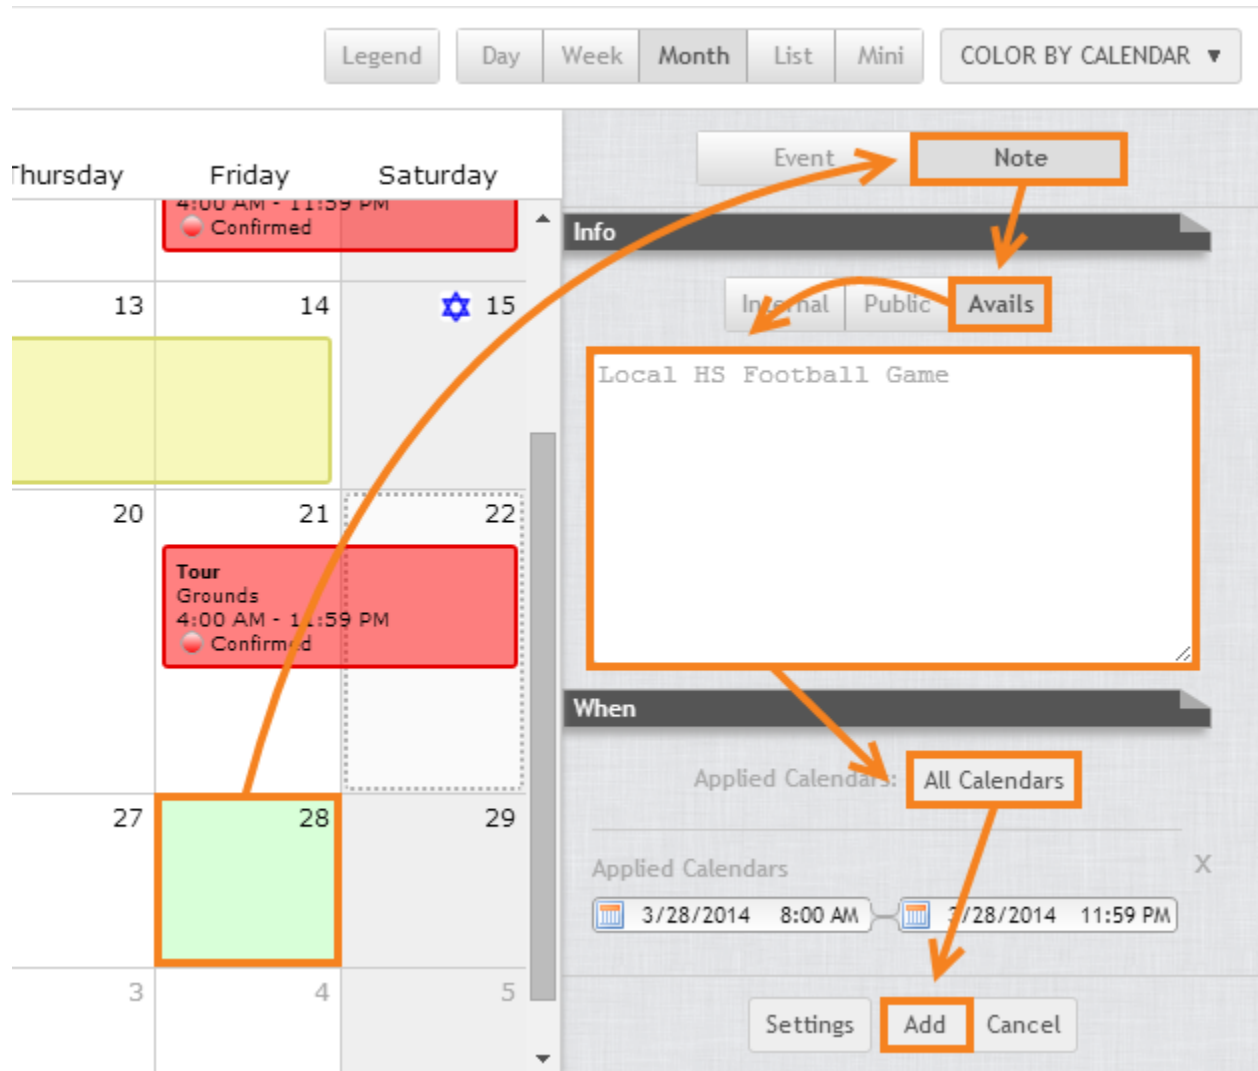 Legend Day Week Month List Mini COLOR BY CALENDAR ▼
Thursday Friday Saturday
4:00 AM - 11:59 PM
Confirmed
13 14 15
20 21 22
Tour
Grounds
4:00 AM - 11:59 PM
Confirmed
27 28 29
3 4 5
Event Note
Info
Internal Public Avails
Local HS Football Game
When
Applied Calendars: All Calendars
Applied Calendars X
3/28/2014 8:00 AM 3/28/2014 11:59 PM
Settings Add Cancel